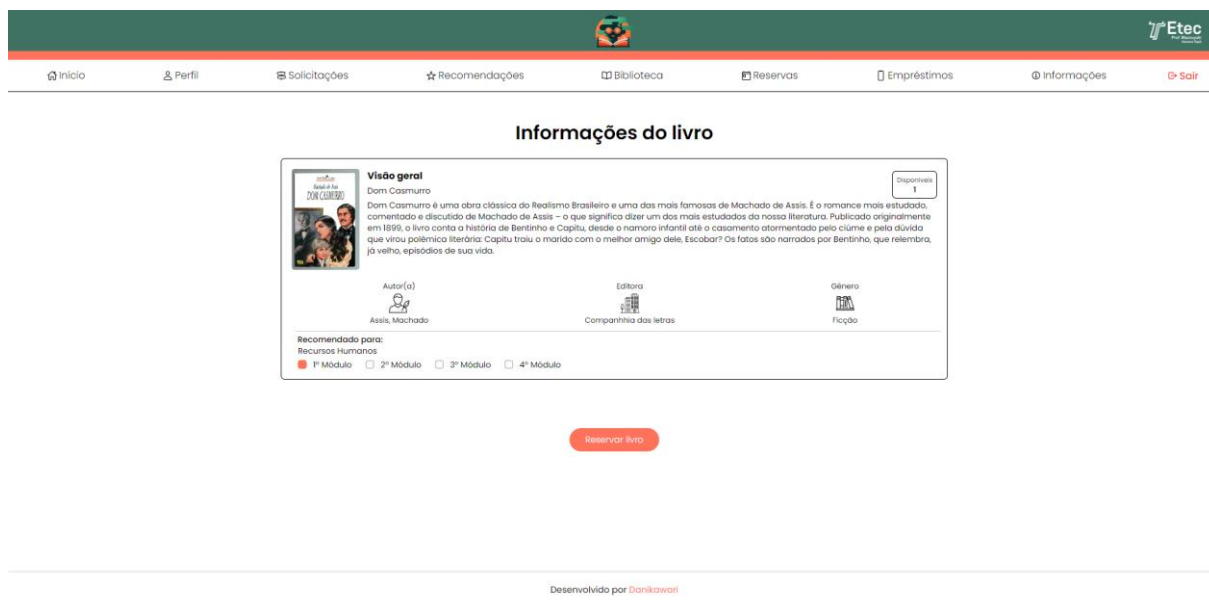 Etec
Início
Perfil
Solicitações
Recomendações
Biblioteca
Reservas
Empréstimos
Informações
Sair
Informações do livro
DOM CASMURRO
Visão geral
Disponíveis
1
Dom Casmurro
Dom Casmurro é uma obra clássica do Realismo Brasileiro e uma das mais famosas de Machado de Assis. É o romance mais estudado,
comentado e discutido de Machado de Assis – o que significa dizer um dos mais estudados da nossa literatura. Publicado originalmente
em 1899, o livro conta a história de Bentinho e Capitu, desde o namoro infantil até o casamento atormentado pelo ciúme e pela dúvida
que virou polêmica literária: Capitu traiu o marido com o melhor amigo dele, Escobar? Os fatos são narrados por Bentinho, que relembra,
já velho, episódios de sua vida.
Autor(a)
Editora
Gênero
Assis, Machado
Companhhia das letras
Ficção
Recomendado para:
Recursos Humanos
1º Módulo
2º Módulo
3º Módulo
4º Módulo
Reservar livro
Desenvolvido por Danikawari